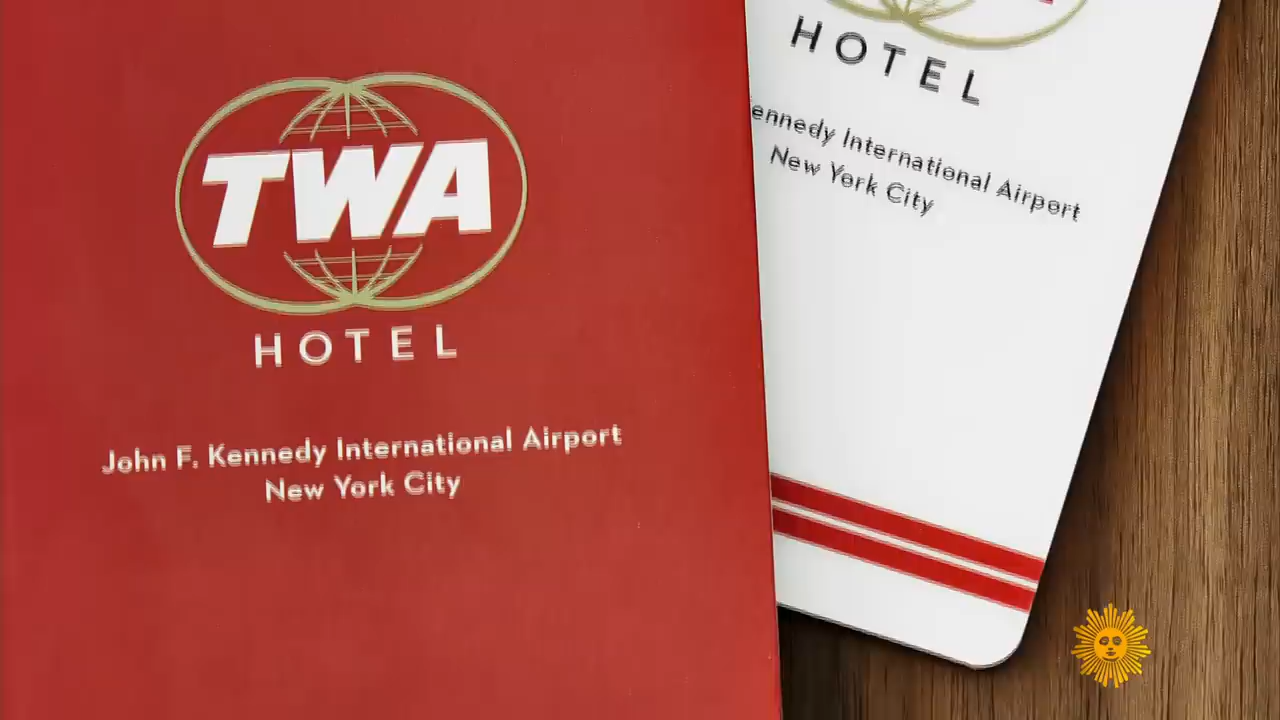 TWA
HOTEL
John F. Kennedy International Airport
New York City
HOTEL
ennedy International Airport
New York City